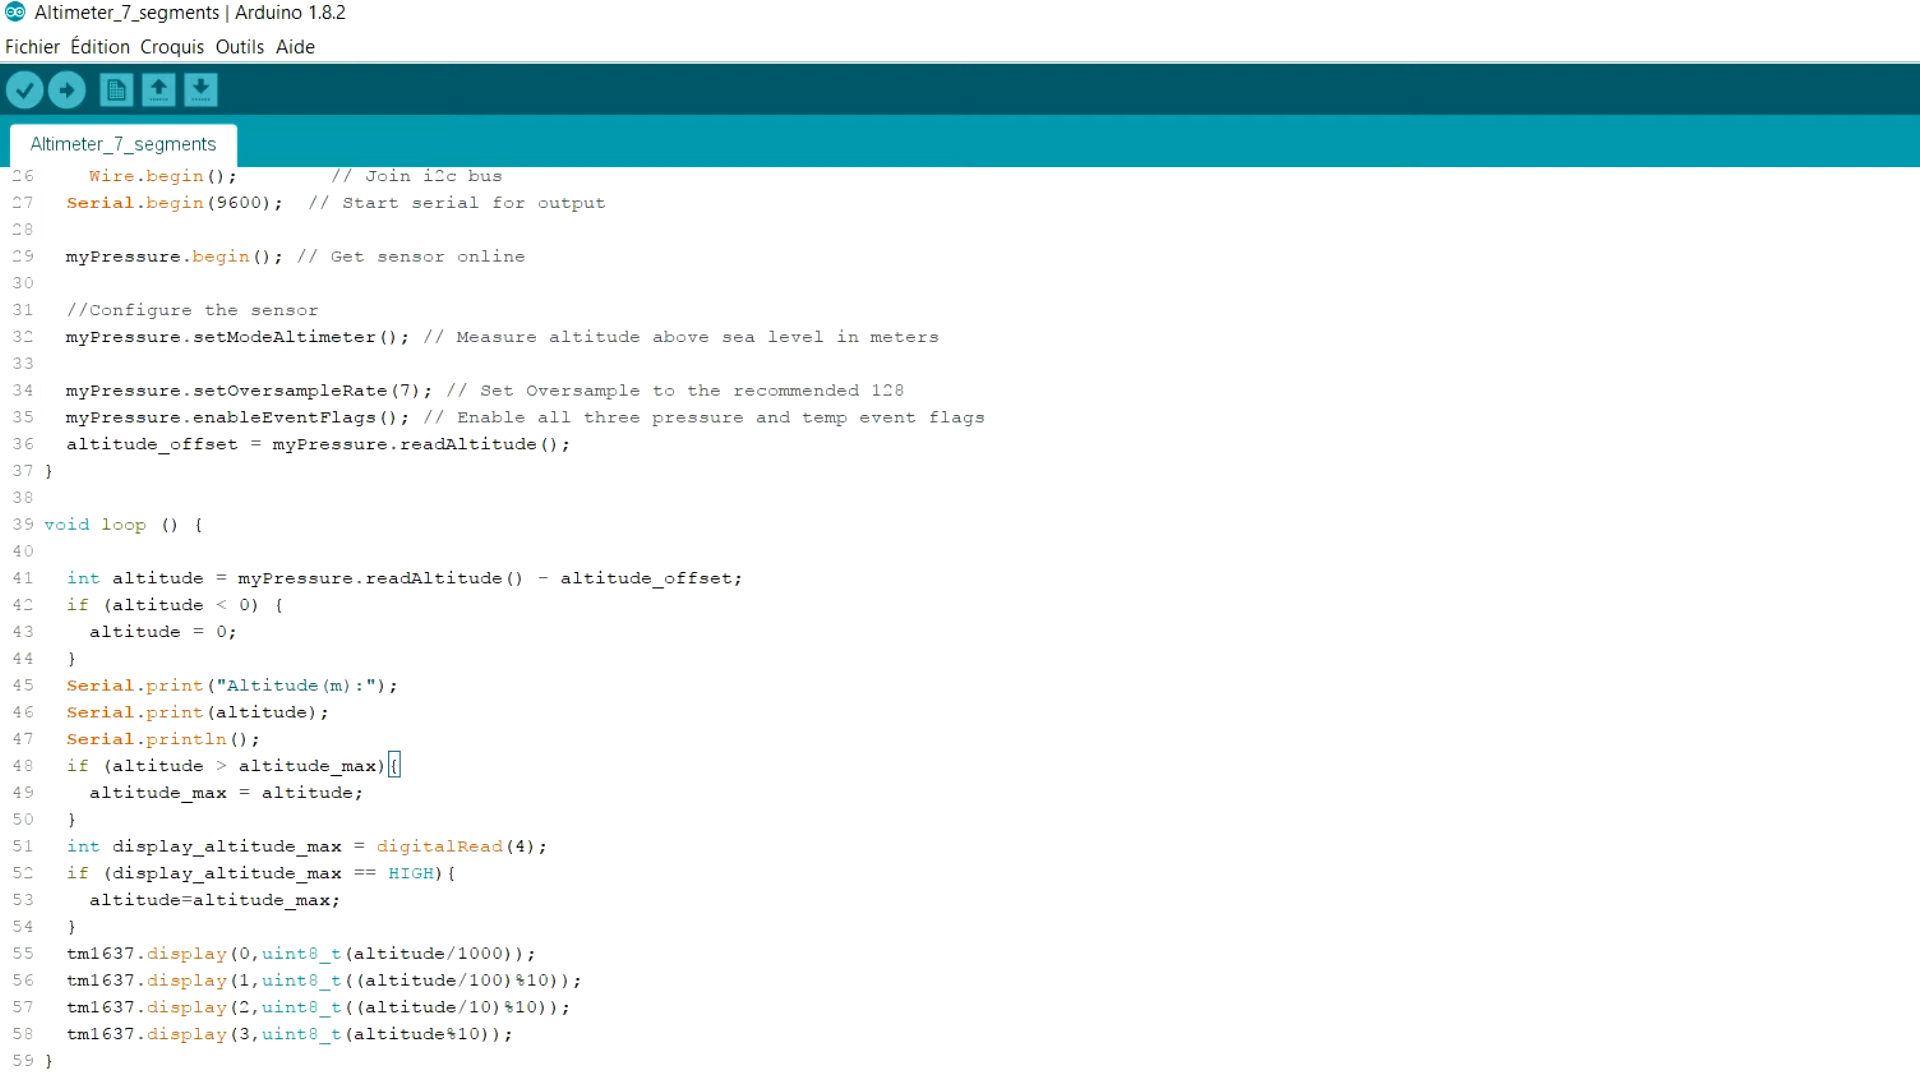 Altimeter_7_segments | Arduino 1.8.2
Fichier Édition Croquis Outils Aide
Altimeter_7_segments
26 Wire.begin(); // Join i2c bus
27 Serial.begin(9600); // Start serial for output
28
29 myPressure.begin(); // Get sensor online
30
31 //Configure the sensor
32 myPressure.setModeAltimeter(); // Measure altitude above sea level in meters
33
34 myPressure.setOversampleRate(7); // Set Oversample to the recommended 128
35 myPressure.enableEventFlags(); // Enable all three pressure and temp event flags
36 altitude_offset = myPressure.readAltitude();
37 }
38
39 void loop () {
40
41 int altitude = myPressure.readAltitude() - altitude_offset;
42 if (altitude < 0) {
43 altitude = 0;
44 }
45 Serial.print("Altitude(m):");
46 Serial.print(altitude);
47 Serial.println();
48 if (altitude > altitude_max){
49 altitude_max = altitude;
50 }
51 int display_altitude_max = digitalRead(4);
52 if (display_altitude_max == HIGH){
53 altitude=altitude_max;
54 }
55 tm1637.display(0,uint8_t(altitude/1000));
56 tm1637.display(1,uint8_t((altitude/100)%10));
57 tm1637.display(2,uint8_t((altitude/10)%10));
58 tm1637.display(3,uint8_t(altitude%10));
59 }